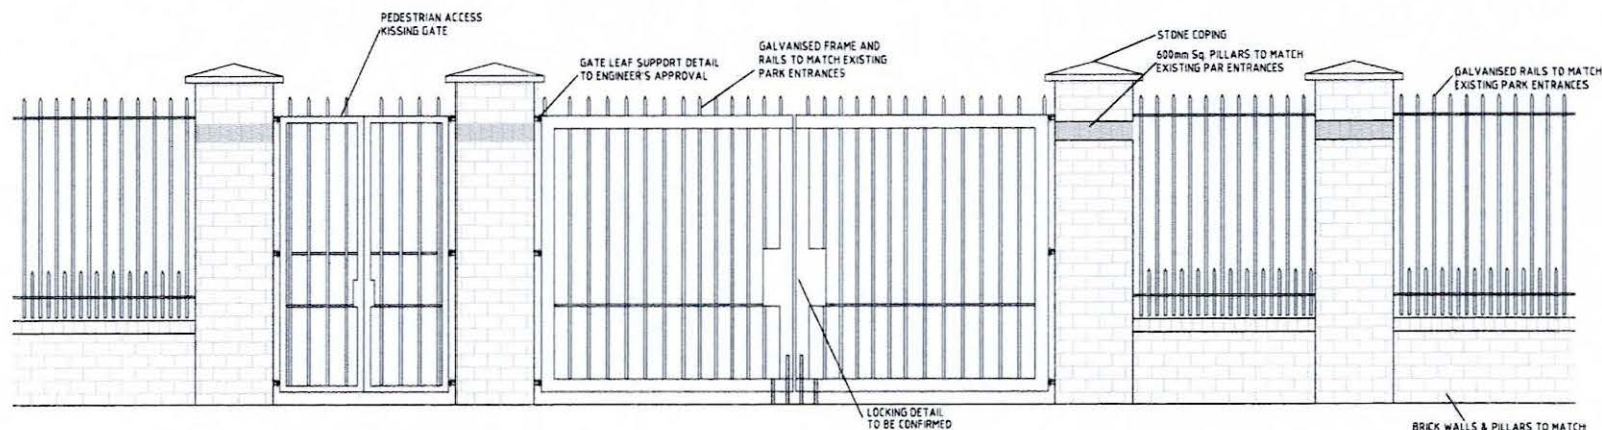 PEDESTRIAN ACCESS
KISSING GATE
GATE LEAF SUPPORT DETAIL
TO ENGINEER'S APPROVAL
GALVANISED FRAME AND
RAILS TO MATCH EXISTING
PARK ENTRANCES
STONE COPING
600mm Sq. PILLARS TO MATCH
EXISTING PAR ENTRANCES
GALVANISED RAILS TO MATCH
EXISTING PARK ENTRANCES
LOCKING DETAIL
TO BE CONFIRMED
BRICK WALLS & PILLARS TO MATCH